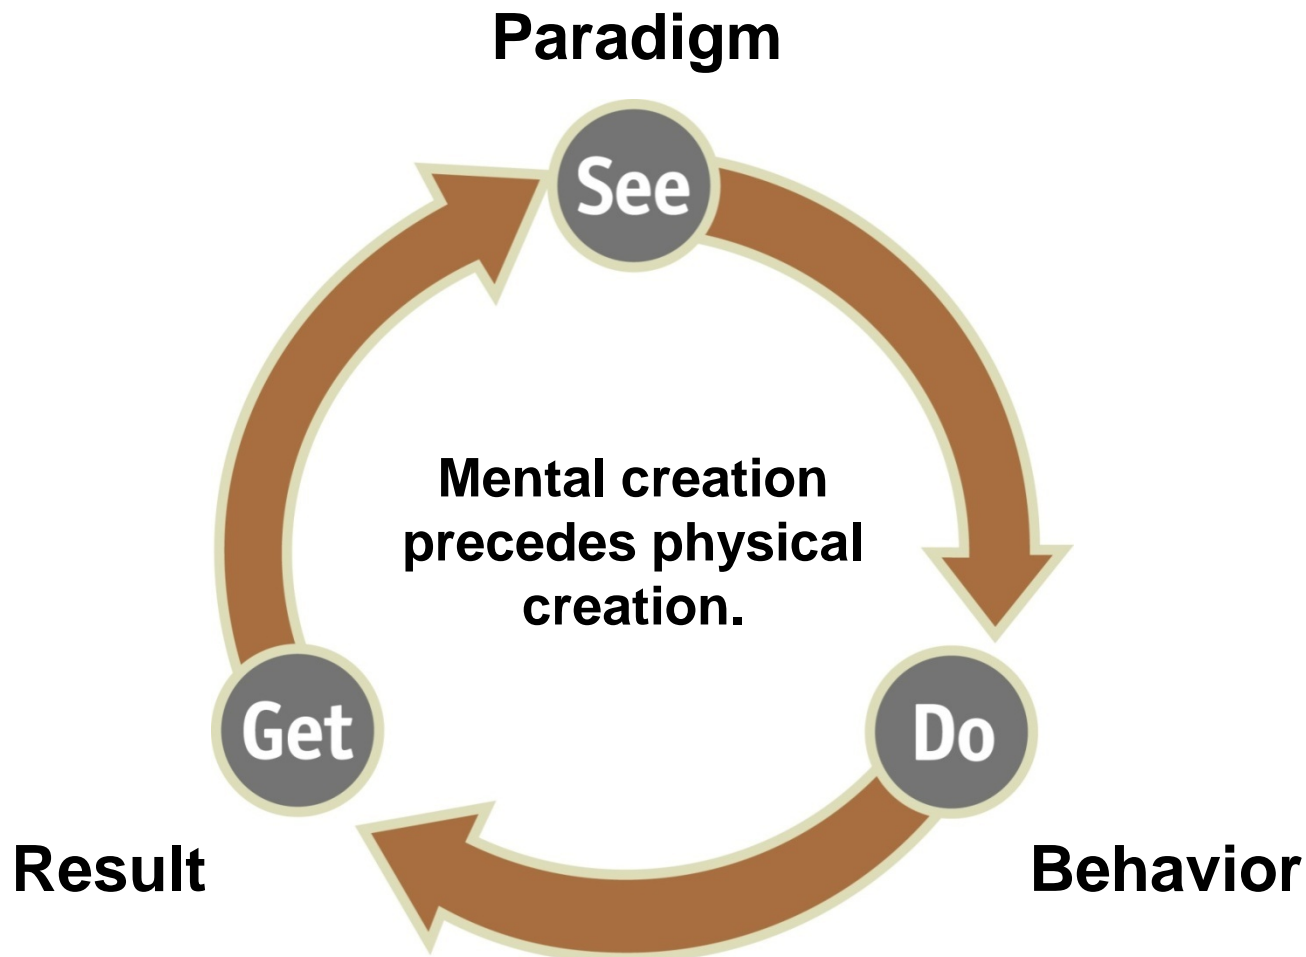 Paradigm
See
Mental creation
precedes physical
creation.
Get
Do
Result
Behavior